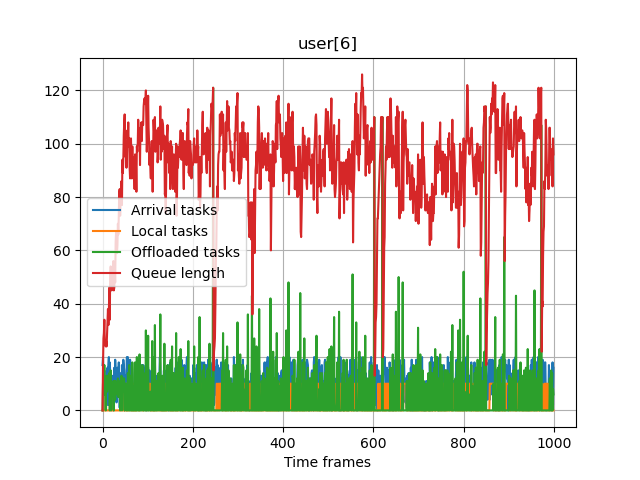 user[6]
120
100
80
60
40
20
0
Arrival tasks
Local tasks
Offloaded tasks
Queue length
0 200 400 600 800 1000
Time frames